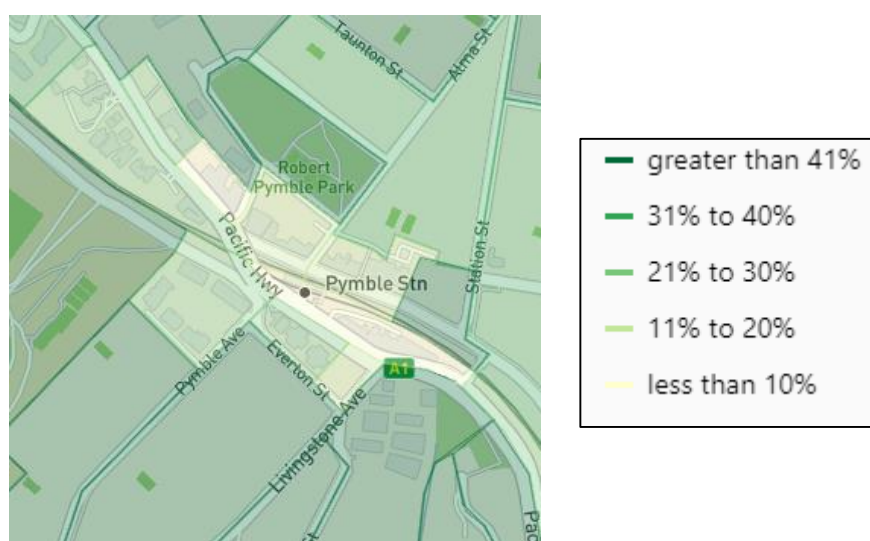 Taunton St
Alma St
Robert
Pymble Park
Pacific Hwy
Pymble Stn
Station St
Pymble Ave
Everton St
A1
Livingstone Ave
St
Pac
greater than 41%
31% to 40%
21% to 30%
11% to 20%
less than 10%